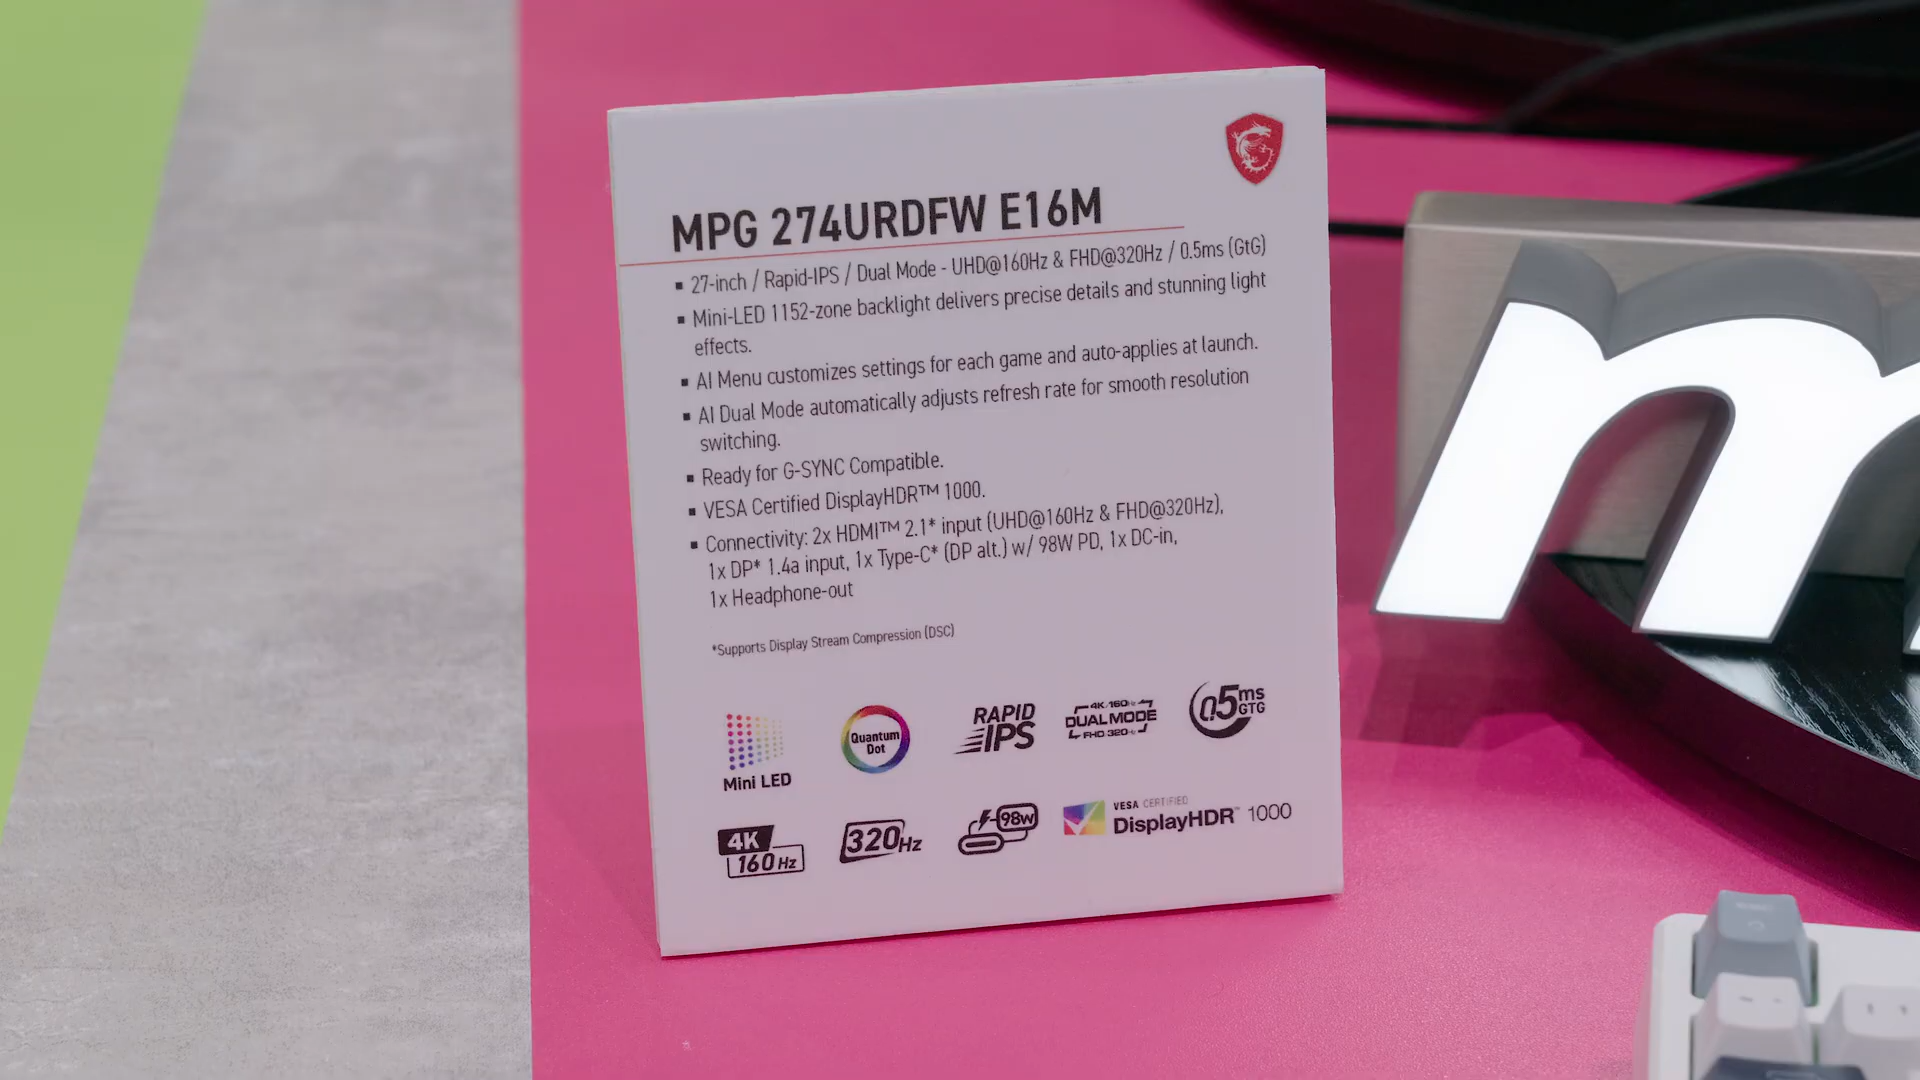 MPG 274URDFW E16M
▪ 27-inch / Rapid-IPS / Dual Mode - UHD@160Hz & FHD@320Hz / 0.5ms (GtG)
▪ Mini-LED 1152-zone backlight delivers precise details and stunning light
effects.
▪ AI Menu customizes settings for each game and auto-applies at launch.
▪ AI Dual Mode automatically adjusts refresh rate for smooth resolution
switching.
▪ Ready for G-SYNC Compatible.
▪ VESA Certified DisplayHDR™ 1000.
▪ Connectivity: 2x HDMI™ 2.1* input (UHD@160Hz & FHD@320Hz),
1x DP* 1.4a input, 1x Type-C* (DP alt.) w/ 98W PD, 1x DC-in,
1x Headphone-out
*Supports Display Stream Compression (DSC)
Mini LED
Quantum
Dot
RAPID
IPS
4K 160Hz
DUAL MODE
FHD 320Hz
0.5ms
GTG
4K
160Hz
320Hz
98W
VESA CERTIFIED
DisplayHDR™ 1000
m